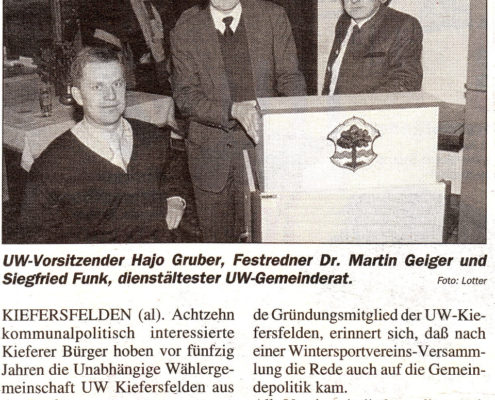 UW-Vorsitzender Hajo Gruber, Festredner Dr. Martin Geiger und
Siegfried Funk, dienstältester UW-Gemeinderat.
Foto: Lotter
KIEFERSFELDEN (al). Achtzehn
kommunalpolitisch interessierte
Kieferer Bürger hoben vor fünfzig
Jahren die Unabhängige Wählerge-
meinschaft UW Kiefersfelden aus
de Gründungsmitglied der UW-Kie-
fersfelden, erinnert sich, daß nach
einer Wintersportvereins-Versamm-
lung die Rede auch auf die Gemein-
depolitik kam.